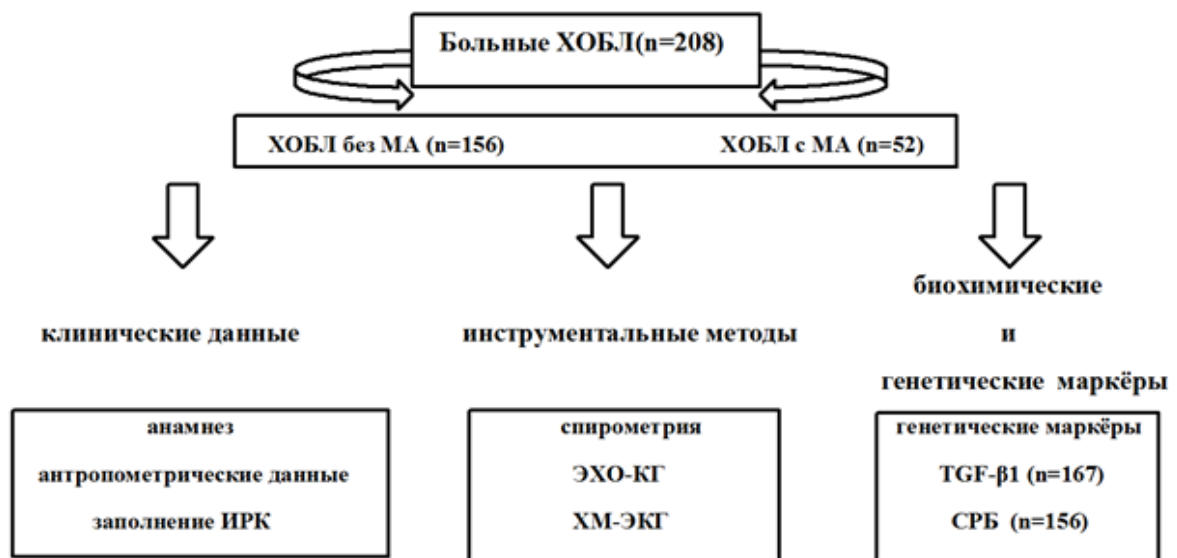 Больные ХОБЛ(n=208)
ХОБЛ без МА (n=156) ХОБЛ с МА (n=52)
клинические данные
анамнез
антропометрические данные
заполнение ИРК
инструментальные методы
спирометрия
ЭХО-КГ
ХМ-ЭКГ
биохимические
и
генетические маркёры
генетические маркёры
TGF-β1 (n=167)
СРБ (n=156)